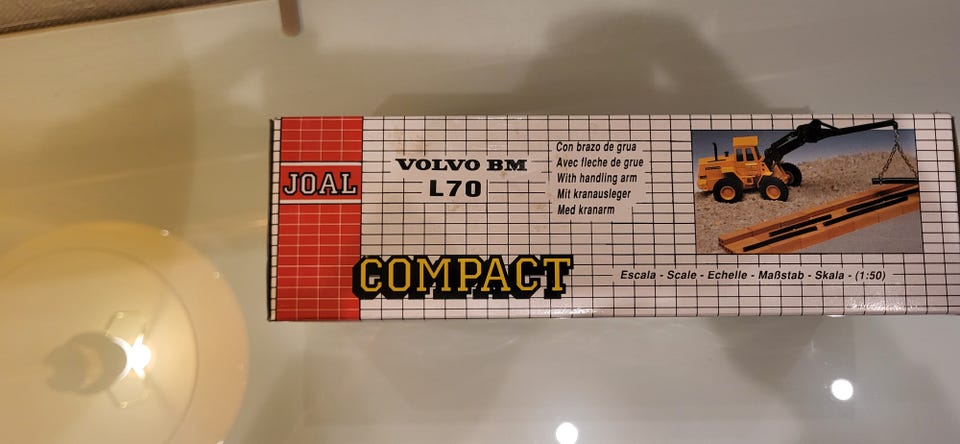 JOAL
VOLVO BM
L70
Con brazo de grua
Avec fleche de grue
With handling arm
Mit kranausleger
Med kranarm
COMPACT
Escala - Scale - Echelle - Maßstab - Skala - (1:50)